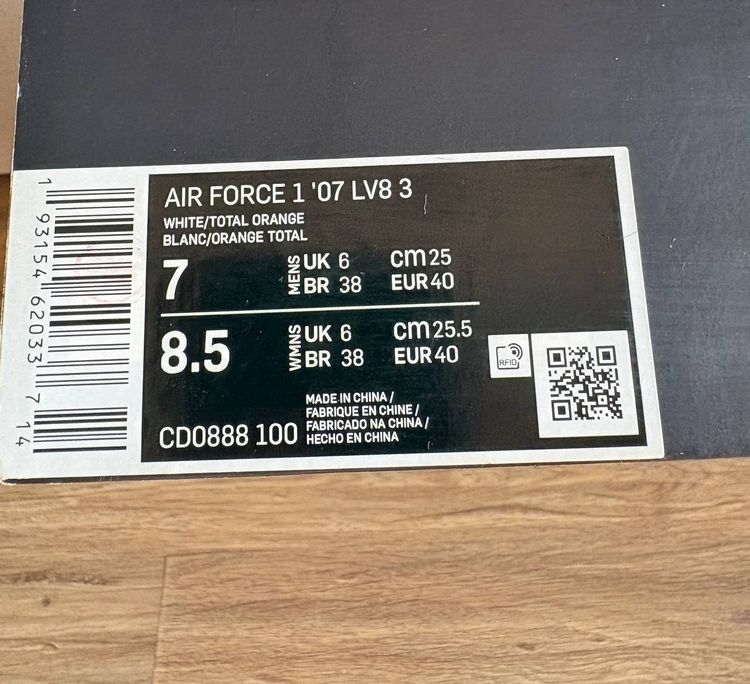 AIR FORCE 1 '07 LV8 3
WHITE/TOTAL ORANGE
BLANC/ORANGE TOTAL
7 MENS UK 6 CM 25
BR 38 EUR 40
8.5 WMNS UK 6 CM 25.5
BR 38 EUR 40
CD0888 100
MADE IN CHINA /
FABRIQUE EN CHINE /
FABRICADO NA CHINA /
HECHO EN CHINA
RFID
1 93154 62033 7 14